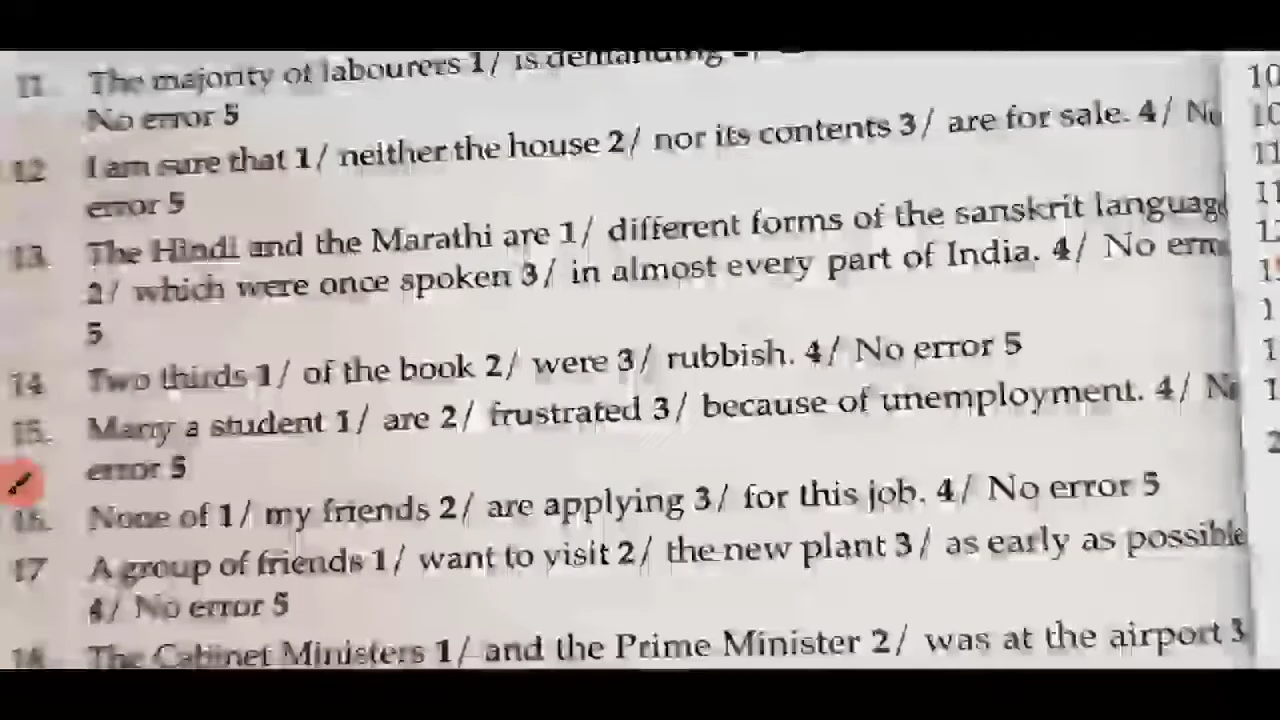 11. The majority of labourers 1/ is demanding
No error 5
12 I am sure that 1/ neither the house 2/ nor its contents 3/ are for sale. 4/ No
error 5
13. The Hindi and the Marathi are 1/ different forms of the sanskrit language
2/ which were once spoken 3/ in almost every part of India. 4/ No
5
14 Two thirds 1/ of the book 2/ were 3/ rubbish. 4/ No error 5
15. Many a student 1/ are 2/ frustrated 3/ because of unemployment. 4/
error 5
16. None of 1/ my friends 2/ are applying 3/ for this job. 4/ No error 5
17 A group of friends 1/ want to visit 2/ the new plant 3/ as early as possible
4/ No error 5
18. The Cabinet Ministers 1/ and the Prime Minister 2/ was at the airport 3